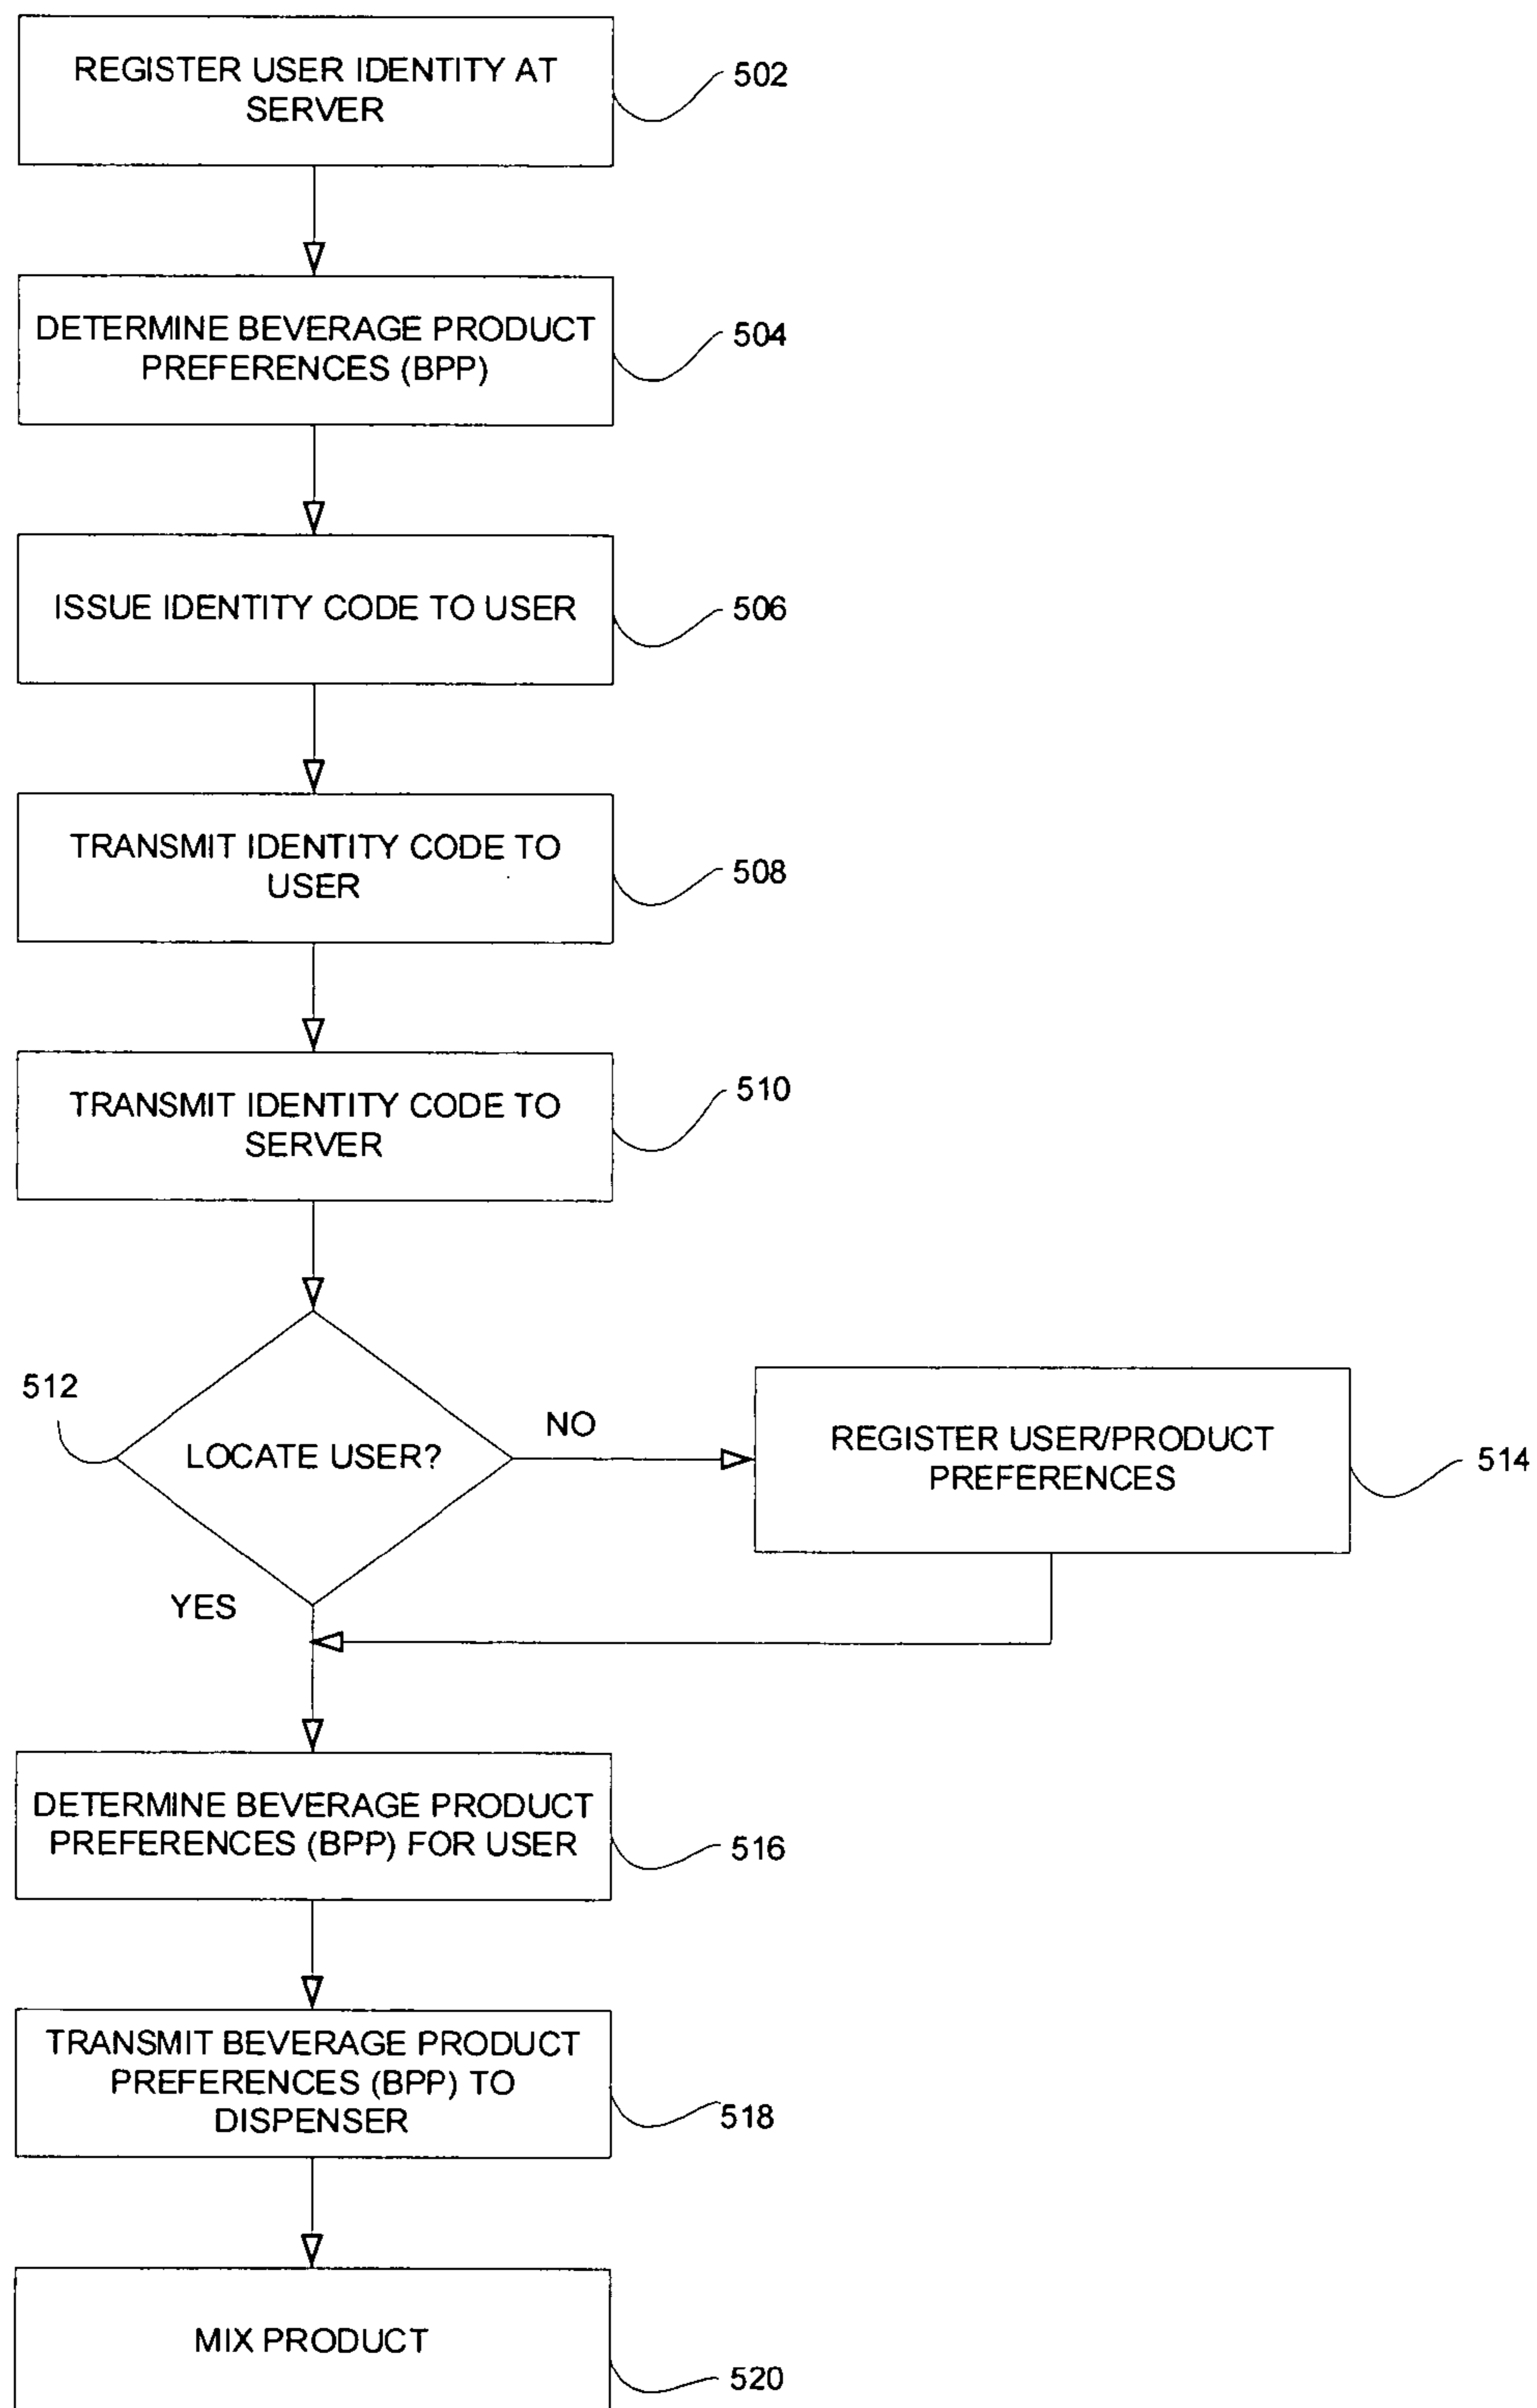 REGISTER USER IDENTITY AT
SERVER
502
DETERMINE BEVERAGE PRODUCT
PREFERENCES (BPP)
504
ISSUE IDENTITY CODE TO USER
506
TRANSMIT IDENTITY CODE TO
USER
508
TRANSMIT IDENTITY CODE TO
SERVER
510
512
LOCATE USER?
NO
REGISTER USER/PRODUCT
PREFERENCES
514
YES
DETERMINE BEVERAGE PRODUCT
PREFERENCES (BPP) FOR USER
516
TRANSMIT BEVERAGE PRODUCT
PREFERENCES (BPP) TO
DISPENSER
518
MIX PRODUCT
520